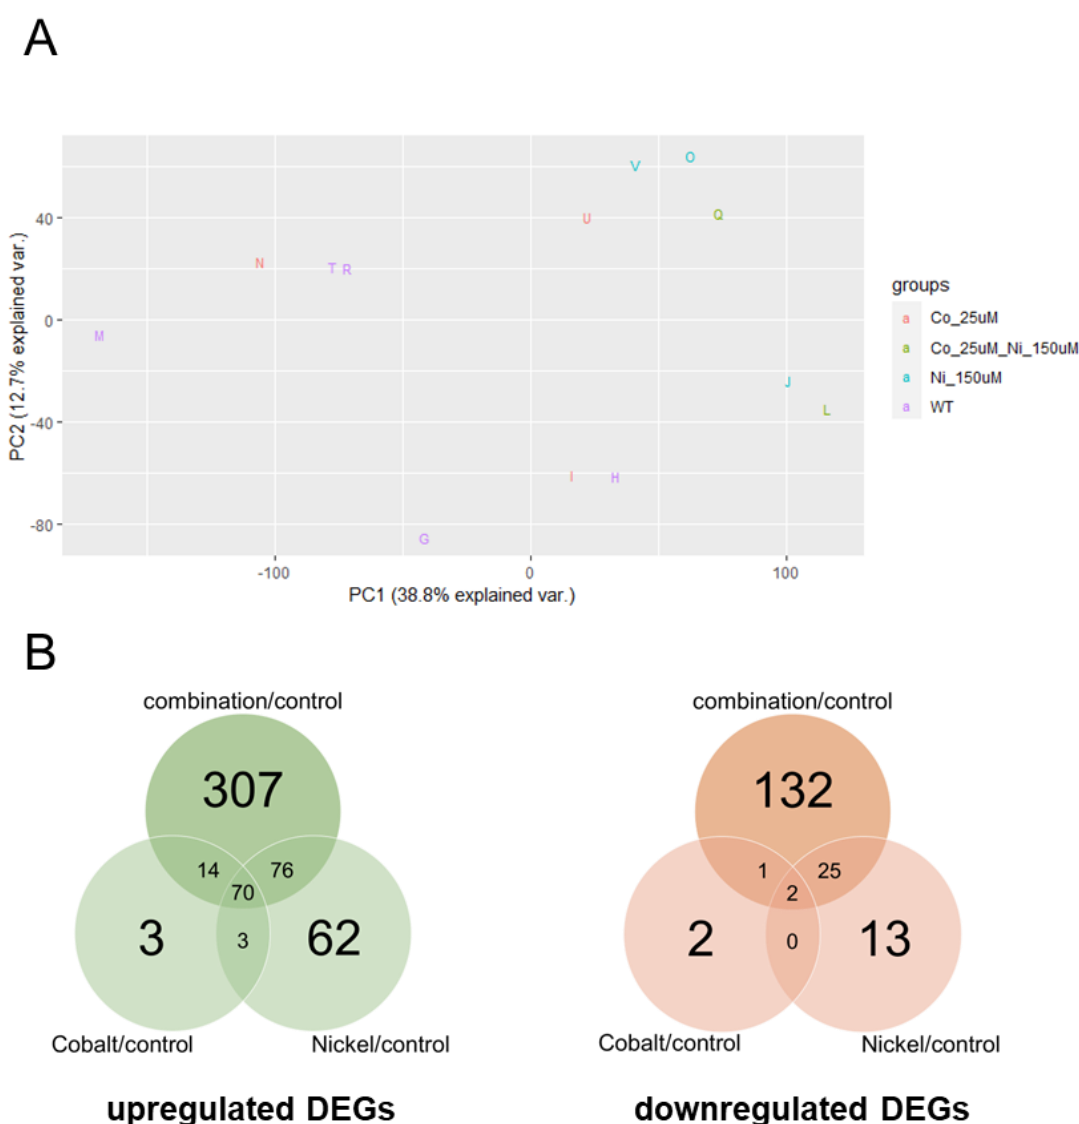 A
V
O
U
Q
N
T R
M
J
L
I
H
G
40
0
-40
-80
-100
0
100
PC1 (38.8% explained var.)
PC2 (12.7% explained var.)
groups
a Co_25uM
a Co_25uM_Ni_150uM
a Ni_150uM
a WT
B
combination/control
307
14
76
70
3
3
62
Cobalt/control
Nickel/control
upregulated DEGs
combination/control
132
1
25
2
2
0
13
Cobalt/control
Nickel/control
downregulated DEGs